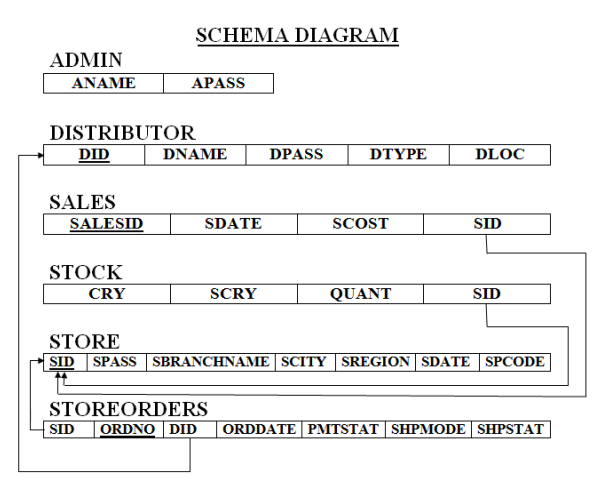 SCHEMA DIAGRAM
ADMIN
ANAME APASS
DISTRIBUTOR
DID DNAME DPASS DTYPE DLOC
SALES
SALESID SDATE SCOST SID
STOCK
CRY SCRY QUANT SID
STORE
SID SPASS SBRANCHNAME SCITY SREGION SDATE SPCODE
STOREORDERS
SID ORDNO DID ORDDATE PMTSTAT SHPMODE SHPSTAT